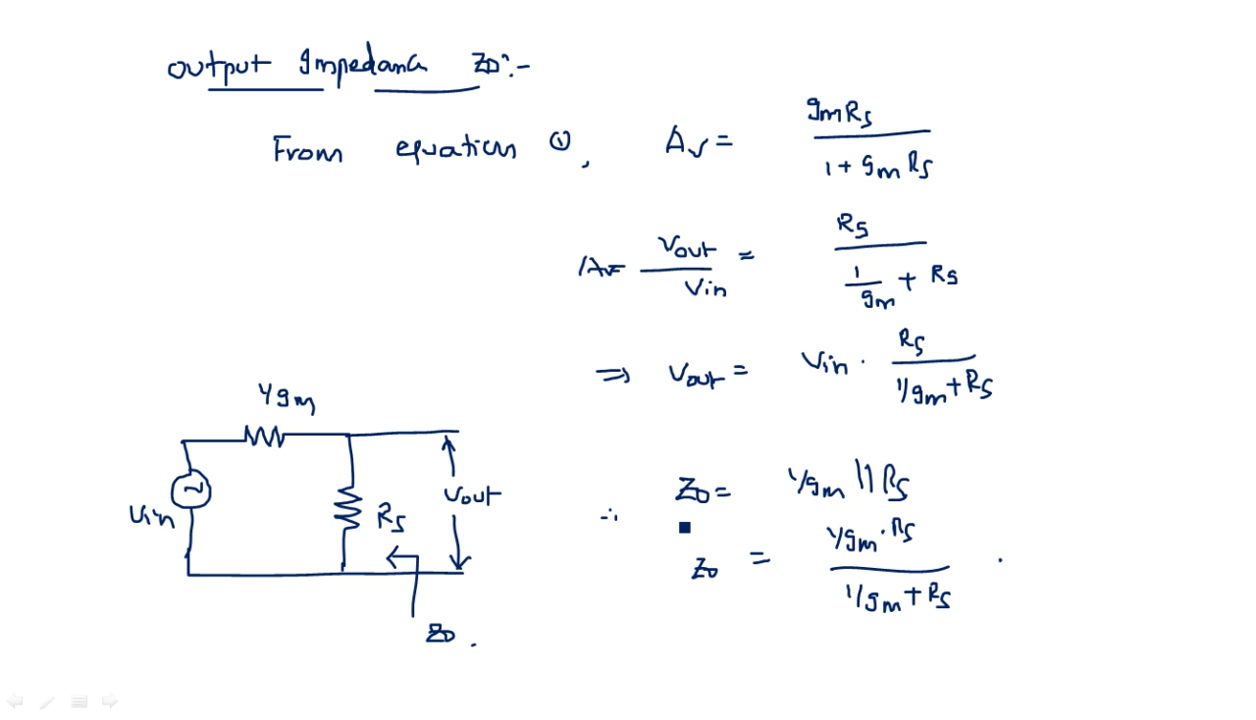 output Impedance Zo:-
From equation ①, Av = gmRs / 1 + gm Rs
Av = Vout / Vin = Rs / 1/gm + Rs
⇒ Vout = Vin · Rs / 1/gm + Rs
1/gm
Vin
Rs
Vout
Zo .
∴ Zo = 1/gm || Rs
Zo = 1/gm · Rs / 1/gm + Rs .